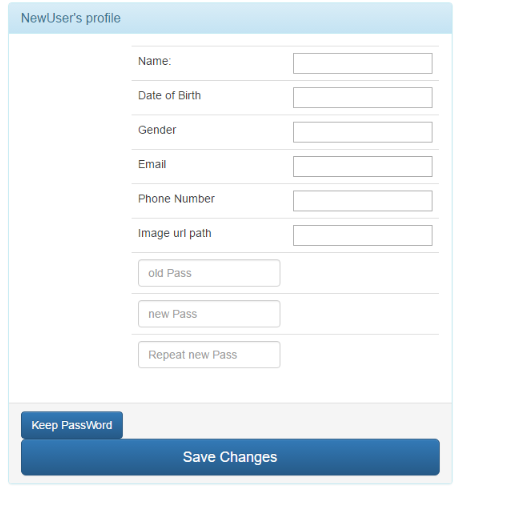 NewUser's profile
Name:
Date of Birth
Gender
Email
Phone Number
Image url path
old Pass
new Pass
Repeat new Pass
Keep PassWord
Save Changes